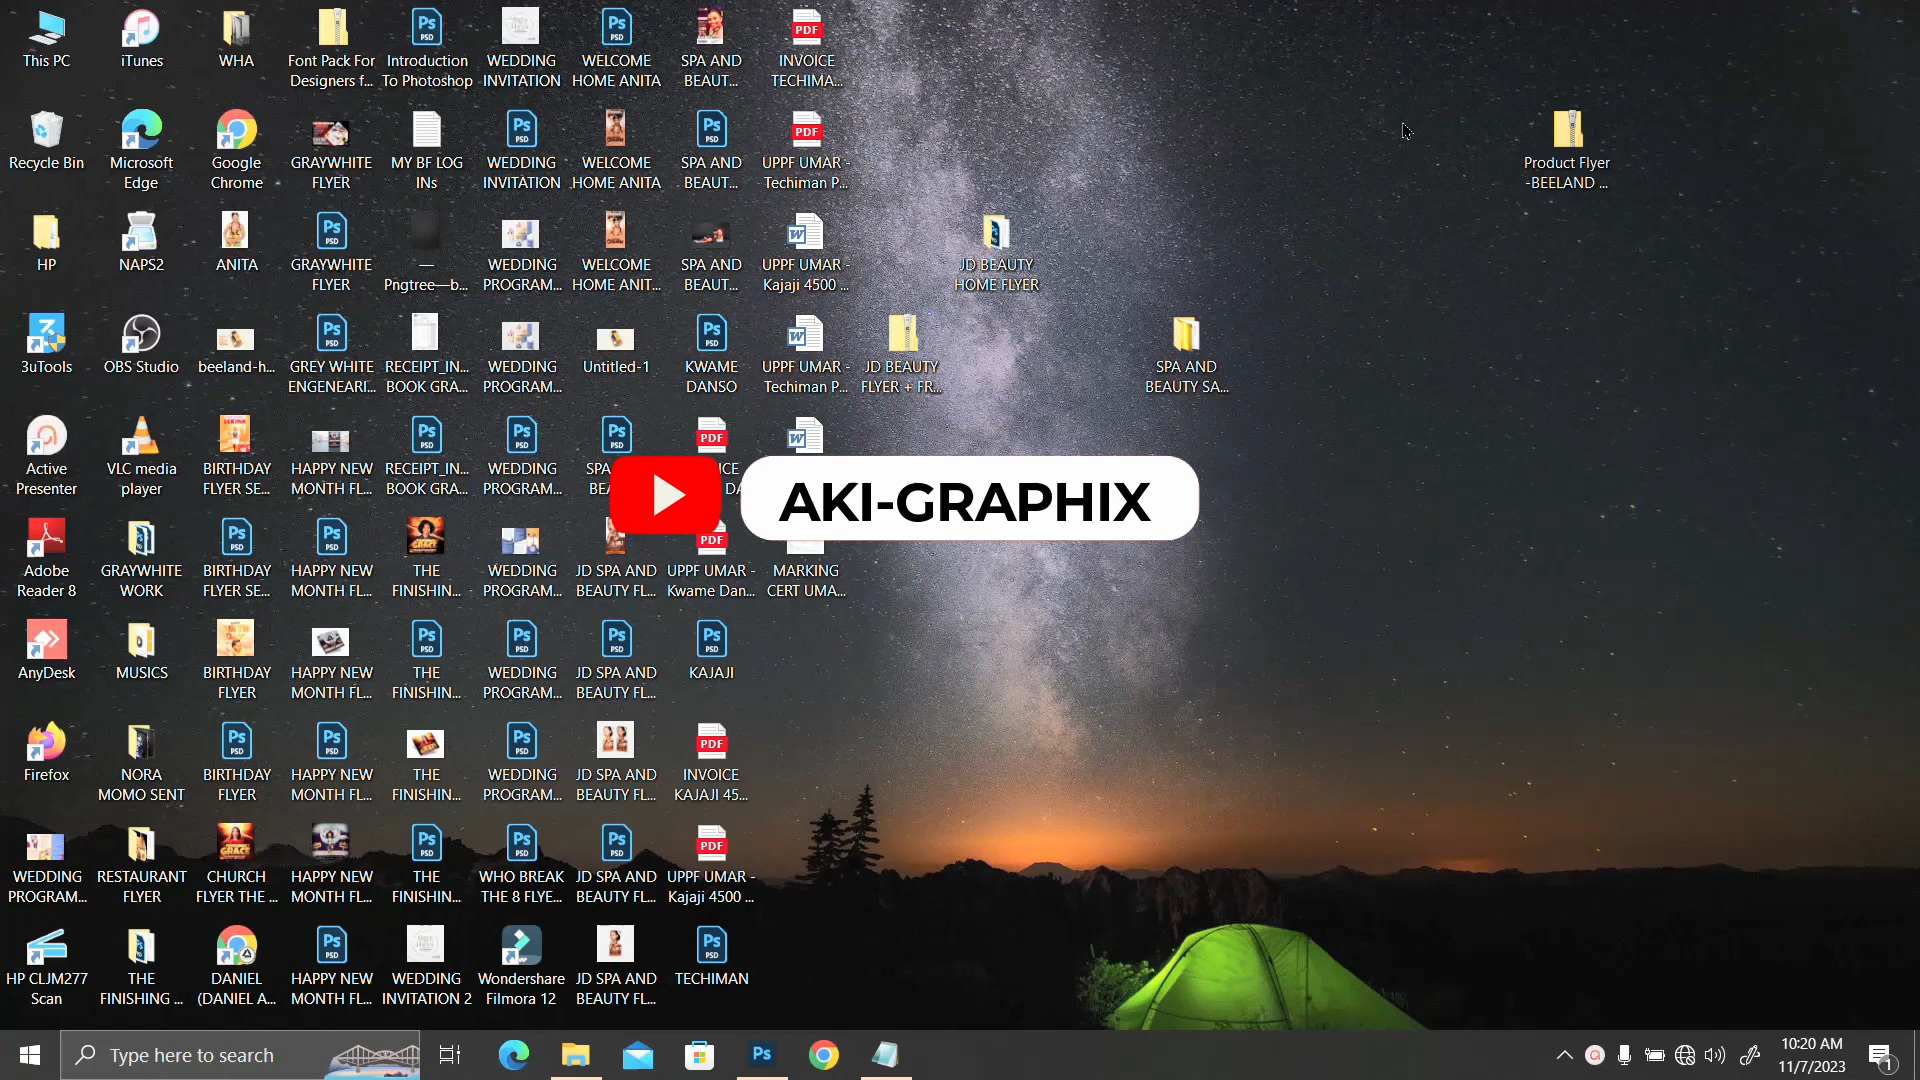 This PC
iTunes
WHA
Font Pack For
Designers f...
Introduction
To Photoshop
WEDDING
INVITATION
WELCOME
HOME ANITA
SPA AND
BEAUT...
INVOICE
TECHIMA...
Recycle Bin
Microsoft
Edge
Google
Chrome
GRAYWHITE
FLYER
MY BF LOG
INs
WEDDING
INVITATION
WELCOME
HOME ANITA
SPA AND
BEAUT...
UPPF UMAR -
Techiman P...
Product Flyer
-BEELAND ...
HP
NAPS2
ANITA
GRAYWHITE
FLYER
—
Pngtree—b...
WEDDING
PROGRAM...
WELCOME
HOME ANIT...
SPA AND
BEAUT...
UPPF UMAR -
Kajaji 4500 ...
JD BEAUTY
HOME FLYER
3uTools
OBS Studio
beeland-h...
GREY WHITE
ENGENEARI...
RECEIPT_IN...
BOOK GRA...
WEDDING
PROGRAM...
Untitled-1
KWAME
DANSO
UPPF UMAR -
Techiman P...
JD BEAUTY
FLYER + FR...
SPA AND
BEAUTY SA...
Active
Presenter
VLC media
player
BIRTHDAY
FLYER SE...
HAPPY NEW
MONTH FL...
RECEIPT_IN...
BOOK GRA...
WEDDING
PROGRAM...
AKI-GRAPHIX
Adobe
Reader 8
GRAYWHITE
WORK
BIRTHDAY
FLYER SE...
HAPPY NEW
MONTH FL...
THE
FINISHIN...
WEDDING
PROGRAM...
JD SPA AND
BEAUTY FL...
UPPF UMAR -
Kwame Dan...
MARKING
CERT UMA...
AnyDesk
MUSICS
BIRTHDAY
FLYER
HAPPY NEW
MONTH FL...
THE
FINISHIN...
WEDDING
PROGRAM...
JD SPA AND
BEAUTY FL...
KAJAJI
Firefox
NORA
MOMO SENT
BIRTHDAY
FLYER
HAPPY NEW
MONTH FL...
THE
FINISHIN...
WEDDING
PROGRAM...
JD SPA AND
BEAUTY FL...
INVOICE
KAJAJI 45...
WEDDING
PROGRAM...
RESTAURANT
FLYER
CHURCH
FLYER THE ...
HAPPY NEW
MONTH FL...
THE
FINISHIN...
WHO BREAK
THE 8 FLYE...
JD SPA AND
BEAUTY FL...
UPPF UMAR -
Kajaji 4500 ...
HP CLJM277
Scan
THE
FINISHING ...
DANIEL
(DANIEL A...
HAPPY NEW
MONTH FL...
WEDDING
INVITATION 2
Wondershare
Filmora 12
JD SPA AND
BEAUTY FL...
TECHIMAN
Type here to search
Ps
10:20 AM
11/7/2023
1